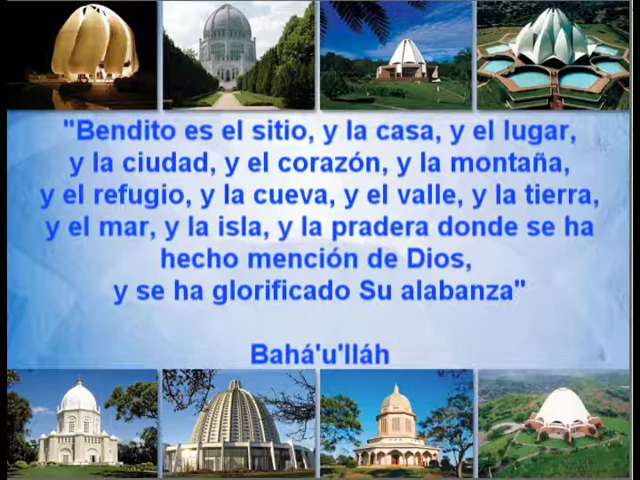 "Bendito es el sitio, y la casa, y el lugar,
y la ciudad, y el corazón, y la montaña,
y el refugio, y la cueva, y el valle, y la tierra,
y el mar, y la isla, y la pradera donde se ha
hecho mención de Dios,
y se ha glorificado Su alabanza"
Bahá'u'lláh